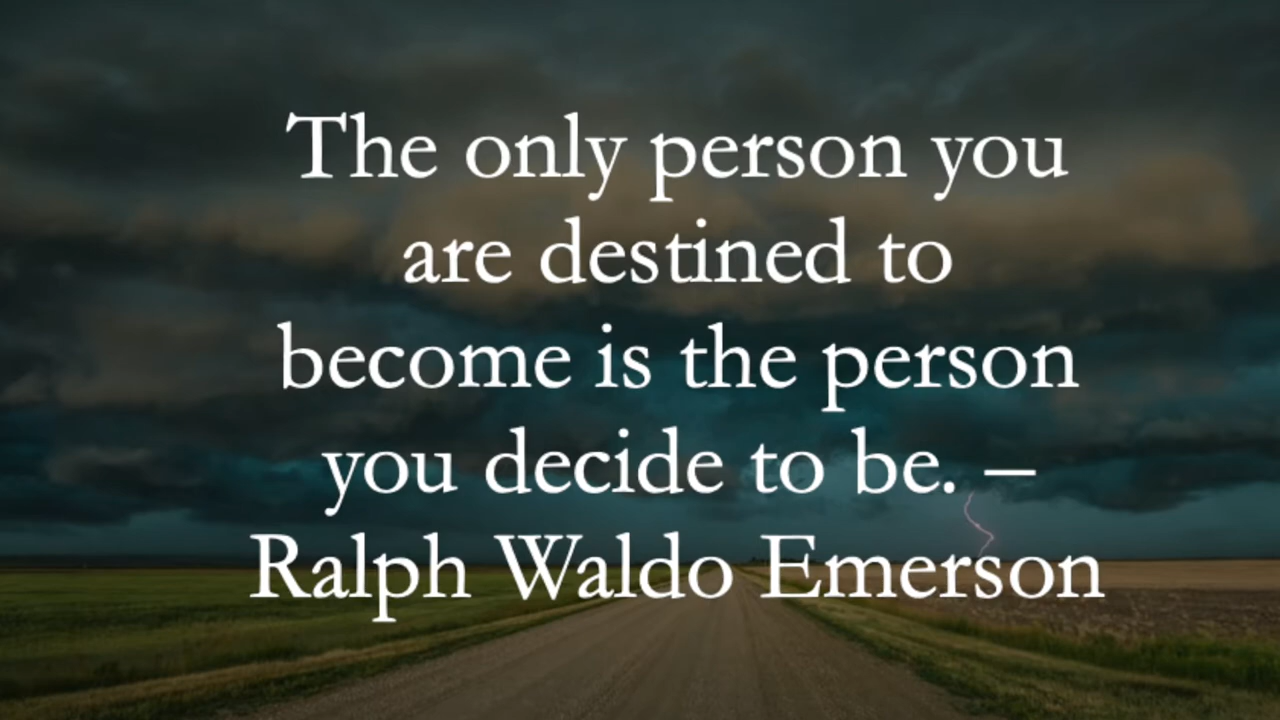 The only person you
are destined to
become is the person
you decide to be. –
Ralph Waldo Emerson